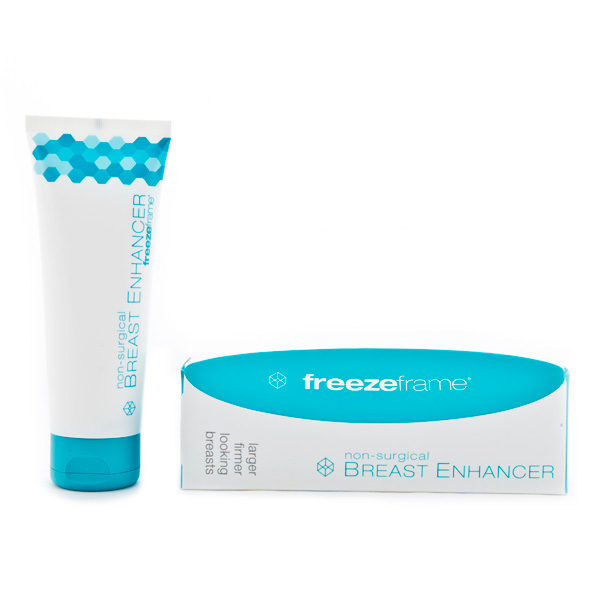 non-surgical
BREAST ENHANCER
freezeframe®
freezeframe®
larger
looking
firmer
breasts
non-surgical
BREAST ENHANCER